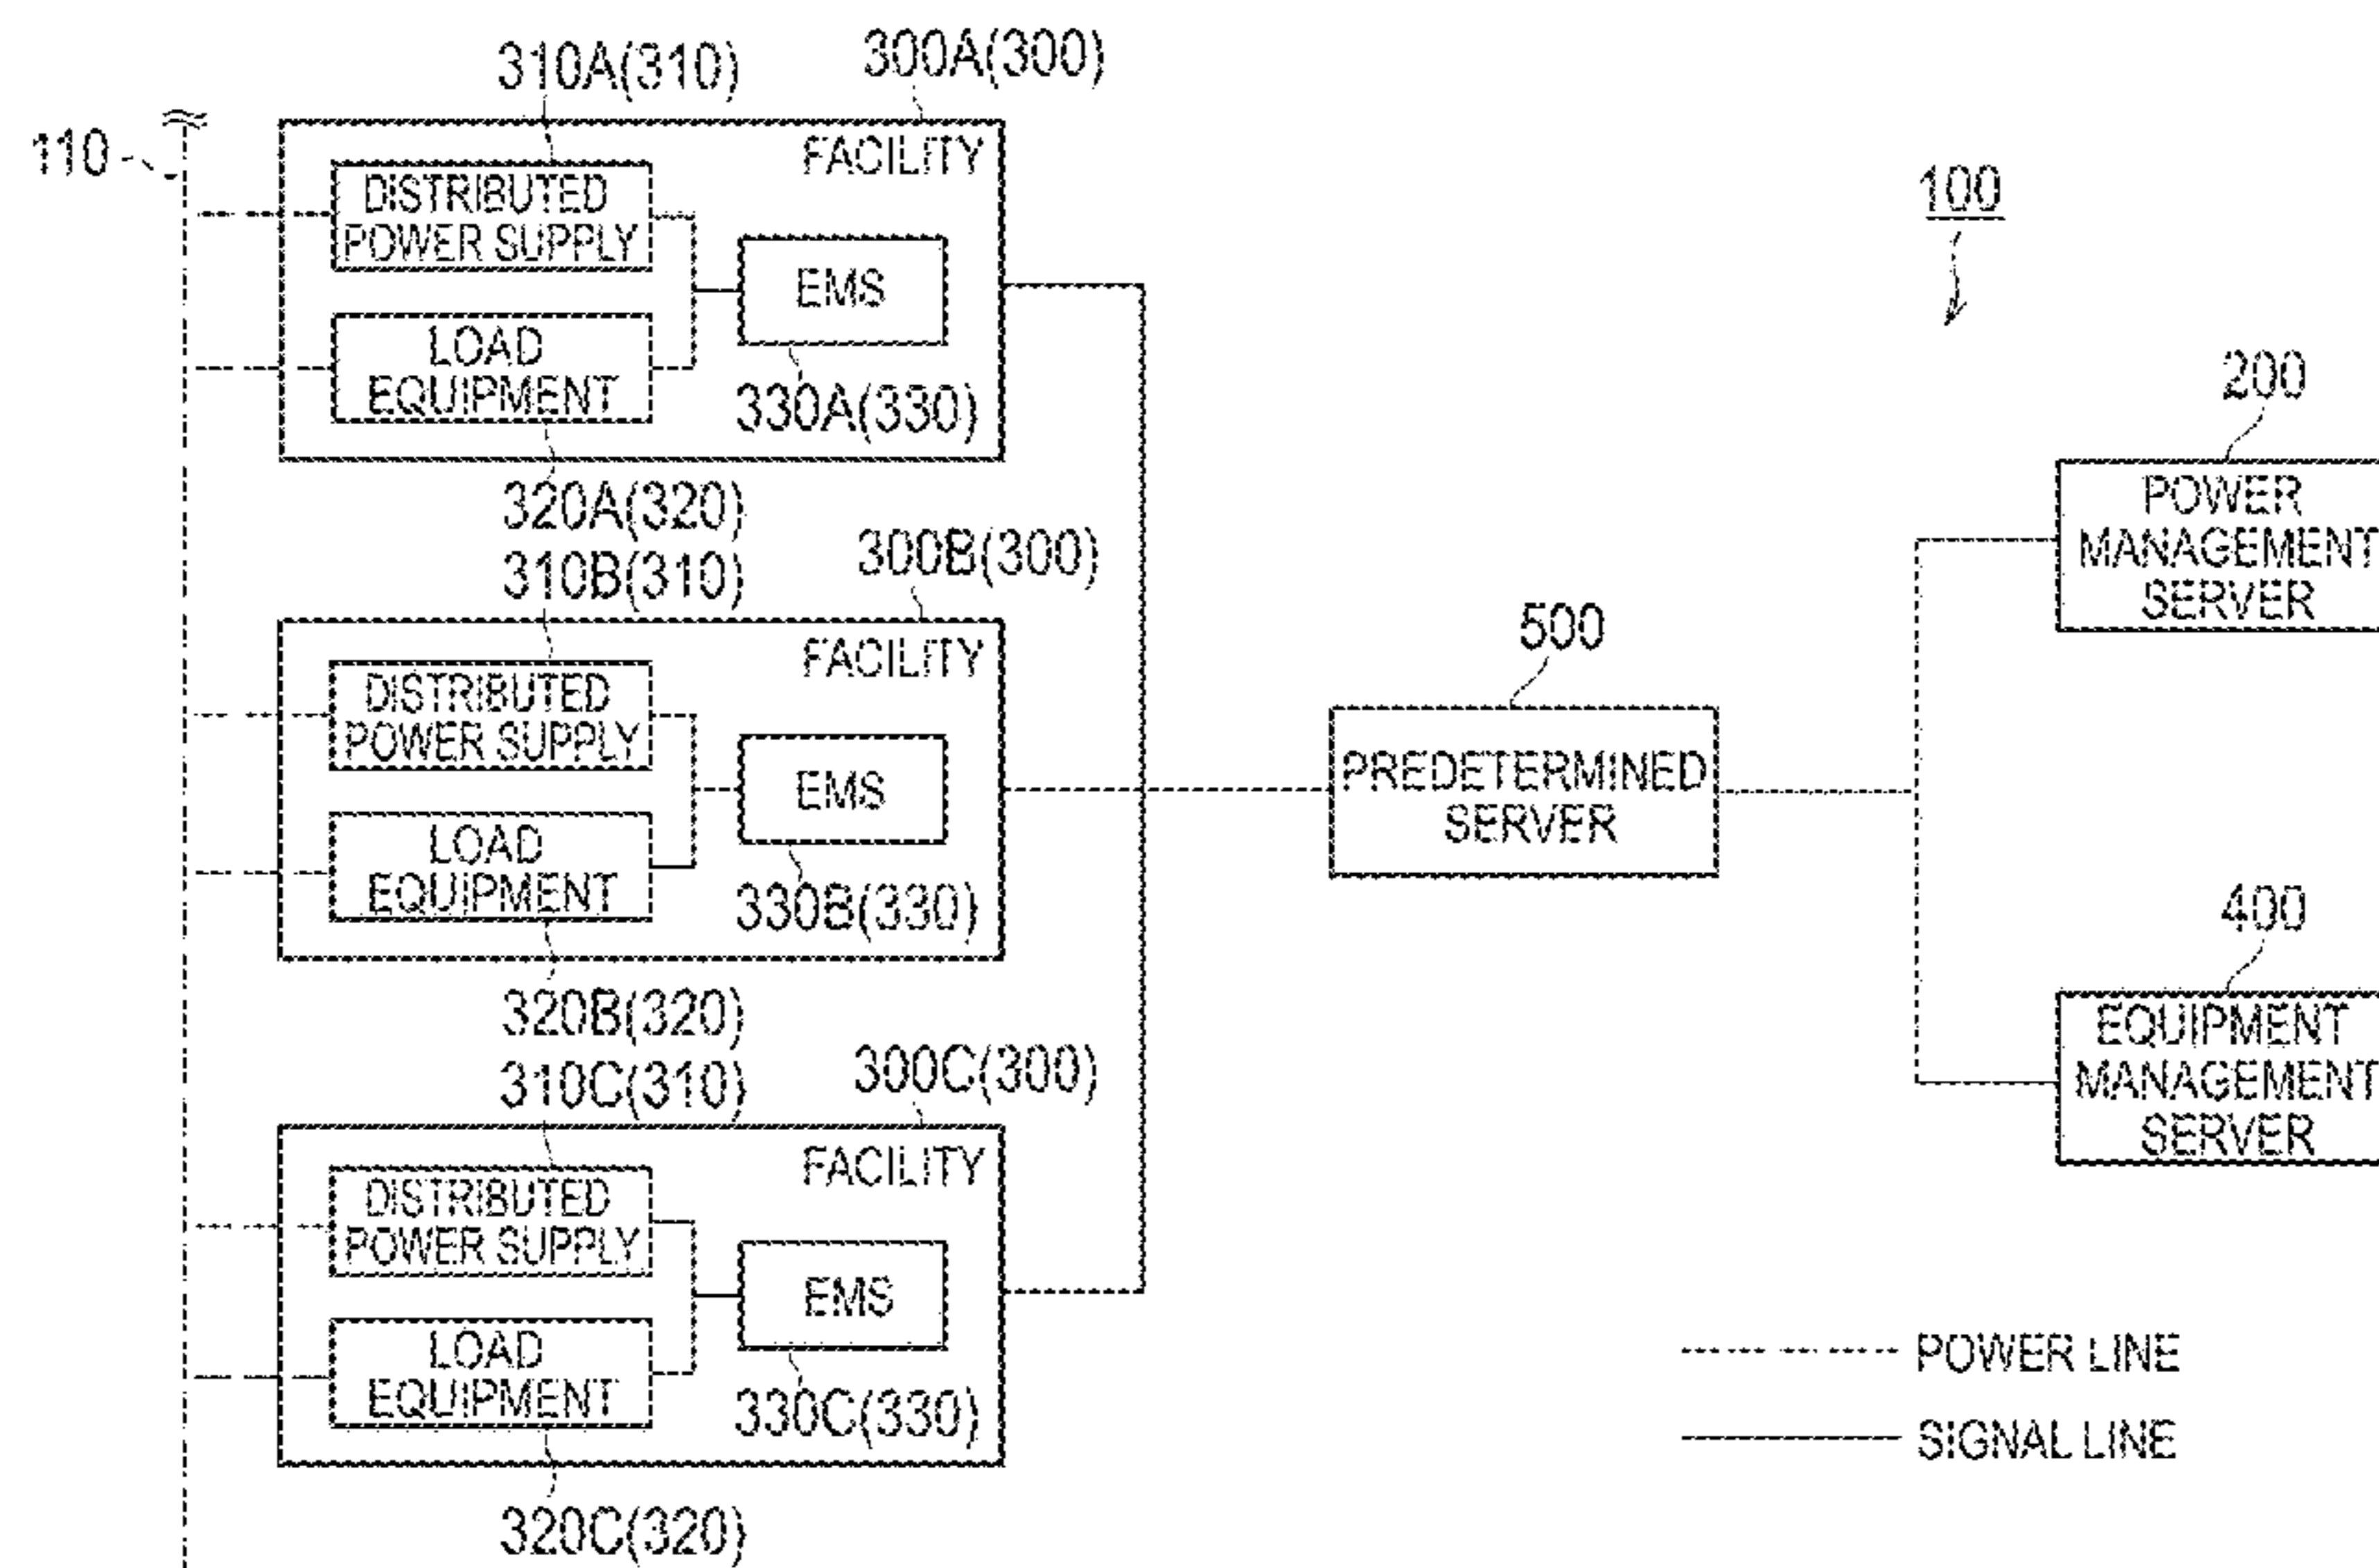 310A(310)
300A(300)
110
FACILITY
DISTRIBUTED
POWER SUPPLY
EMS
LOAD
EQUIPMENT
330A(330)
320A(320)
100
200
POWER
MANAGEMENT
SERVER
310B(310)
300B(300)
FACILITY
DISTRIBUTED
POWER SUPPLY
EMS
LOAD
EQUIPMENT
330B(330)
320B(320)
500
PREDETERMINED
SERVER
400
EQUIPMENT
MANAGEMENT
SERVER
310C(310)
300C(300)
FACILITY
DISTRIBUTED
POWER SUPPLY
EMS
LOAD
EQUIPMENT
330C(330)
320C(320)
POWER LINE
SIGNAL LINE